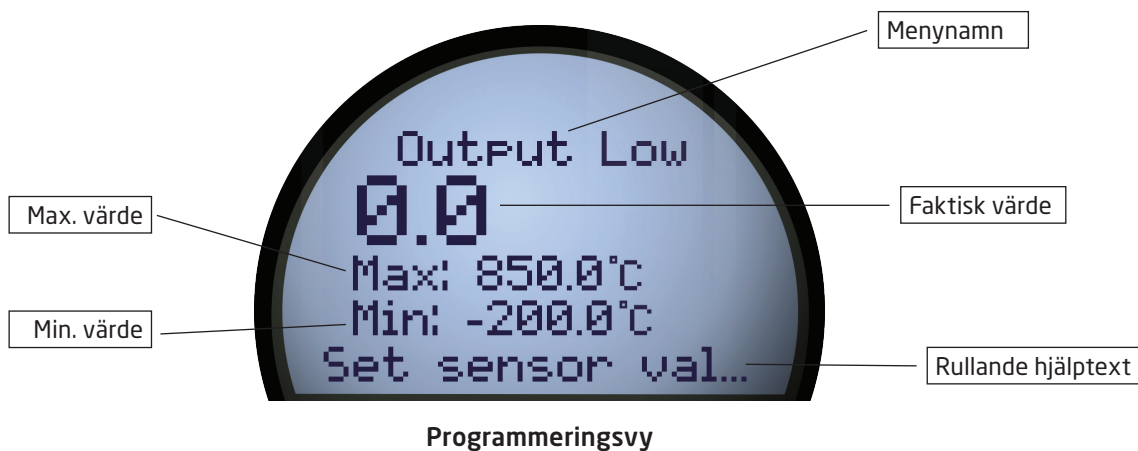 Menynamn
Output Low
0.0
Faktisk värde
Max. värde
Max: 850.0°C
Min. värde
Min: -200.0°C
Set sensor val...
Rullande hjälptext
Programmeringsvy